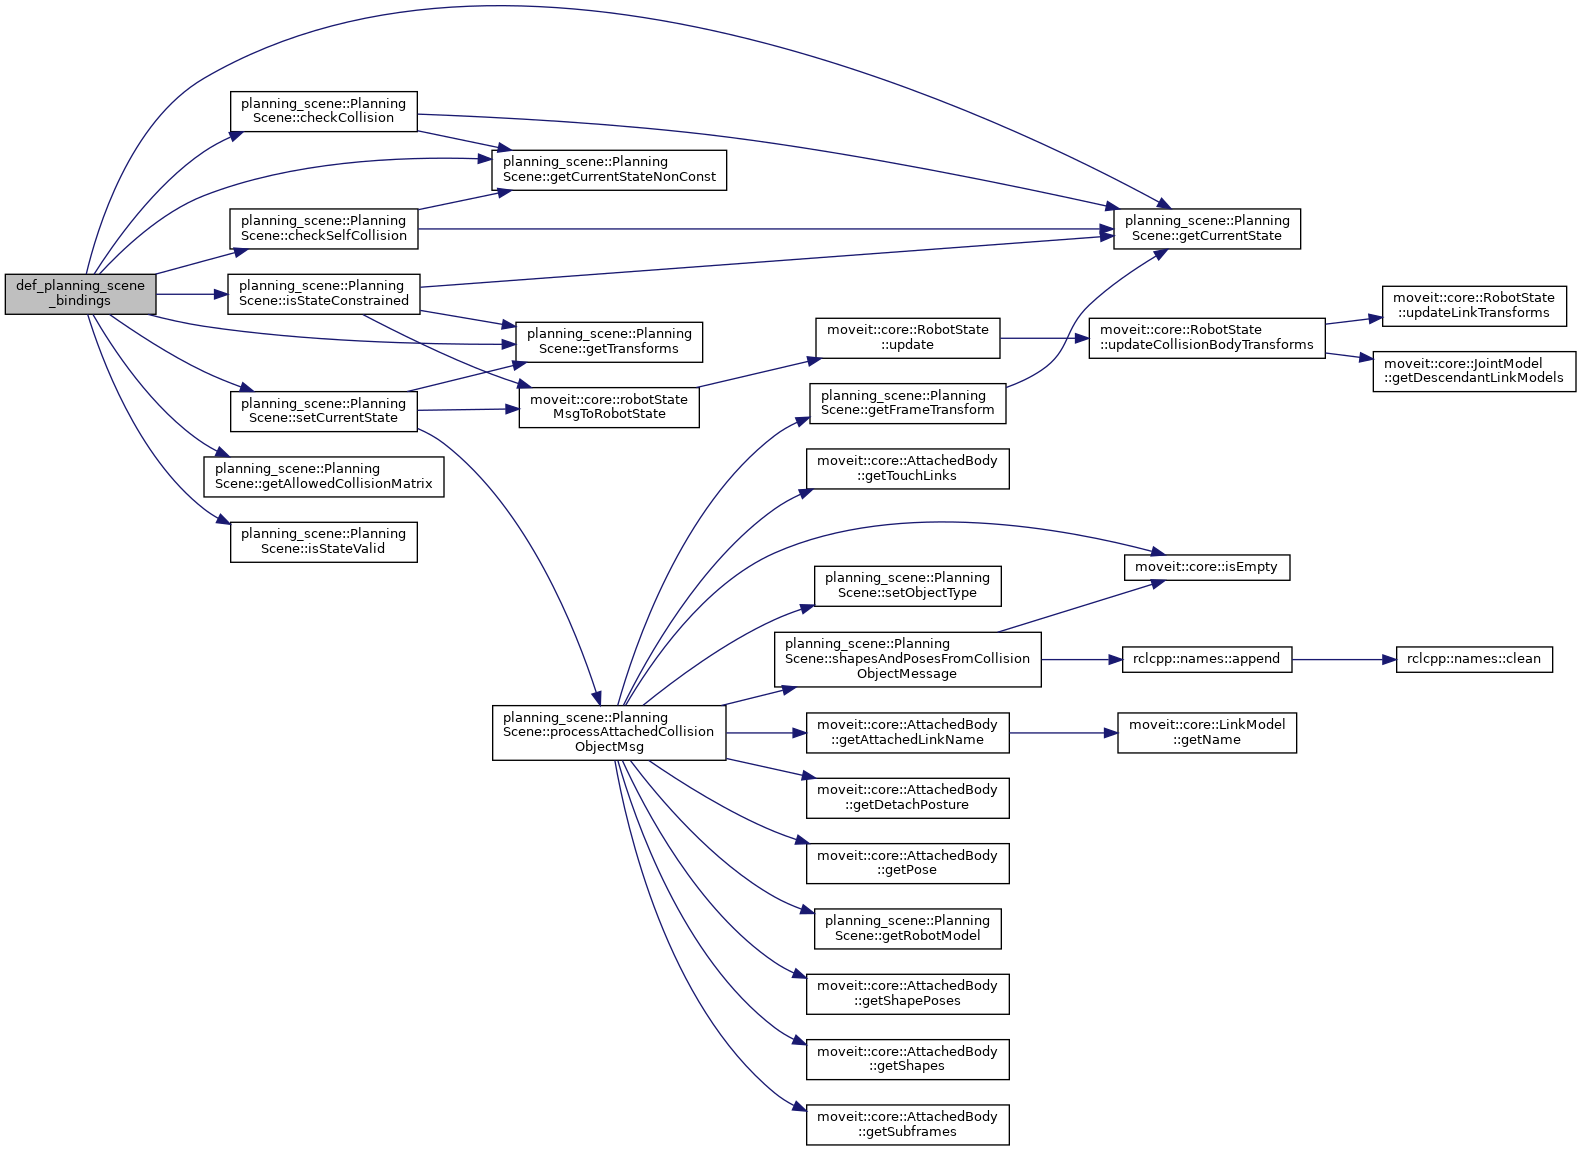 planning_scene::Planning
Scene::checkCollision
planning_scene::Planning
Scene::getCurrentStateNonConst
planning_scene::Planning
Scene::checkSelfCollision
planning_scene::Planning
Scene::getCurrentState
def_planning_scene
_bindings
planning_scene::Planning
Scene::isStateConstrained
moveit::core::RobotState
::updateLinkTransforms
planning_scene::Planning
Scene::getTransforms
moveit::core::RobotState
::update
moveit::core::RobotState
::updateCollisionBodyTransforms
moveit::core::JointModel
::getDescendantLinkModels
planning_scene::Planning
Scene::setCurrentState
moveit::core::robotState
MsgToRobotState
planning_scene::Planning
Scene::getFrameTransform
planning_scene::Planning
Scene::getAllowedCollisionMatrix
moveit::core::AttachedBody
::getTouchLinks
planning_scene::Planning
Scene::isStateValid
moveit::core::isEmpty
planning_scene::Planning
Scene::setObjectType
planning_scene::Planning
Scene::shapesAndPosesFromCollision
ObjectMessage
rclcpp::names::append
rclcpp::names::clean
planning_scene::Planning
Scene::processAttachedCollision
ObjectMsg
moveit::core::AttachedBody
::getAttachedLinkName
moveit::core::LinkModel
::getName
moveit::core::AttachedBody
::getDetachPosture
moveit::core::AttachedBody
::getPose
planning_scene::Planning
Scene::getRobotModel
moveit::core::AttachedBody
::getShapePoses
moveit::core::AttachedBody
::getShapes
moveit::core::AttachedBody
::getSubframes